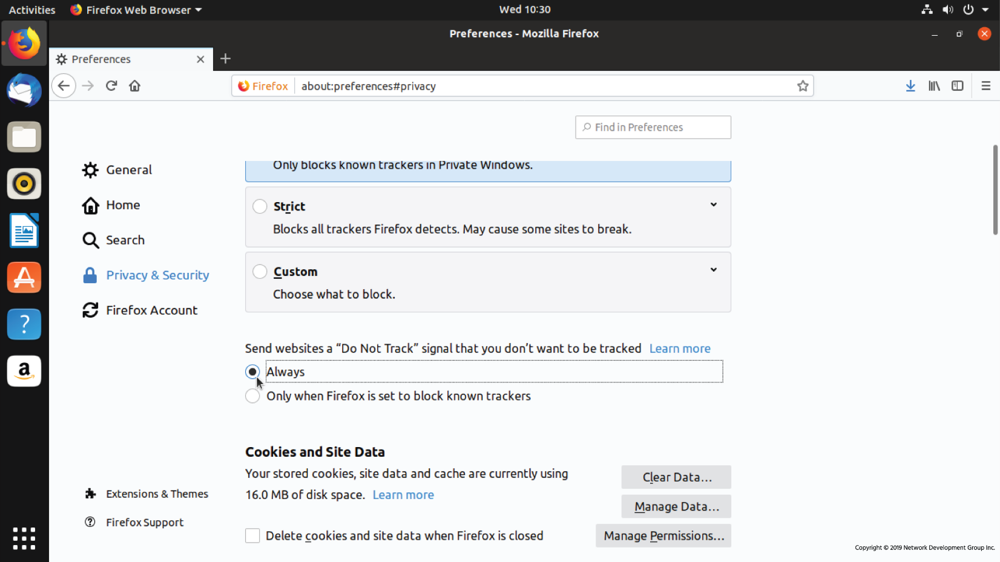 Activities
Firefox Web Browser
Wed 10:30
Preferences - Mozilla Firefox
Preferences
Firefox
about:preferences#privacy
Find in Preferences
General
Home
Search
Privacy & Security
Firefox Account
Extensions & Themes
Firefox Support
Only blocks known trackers in Private Windows.
Strict
Blocks all trackers Firefox detects. May cause some sites to break.
Custom
Choose what to block.
Send websites a “Do Not Track” signal that you don’t want to be tracked Learn more
Always
Only when Firefox is set to block known trackers
Cookies and Site Data
Your stored cookies, site data and cache are currently using
16.0 MB of disk space. Learn more
Clear Data…
Manage Data…
Delete cookies and site data when Firefox is closed
Manage Permissions…
Copyright © 2019 Network Development Group Inc.